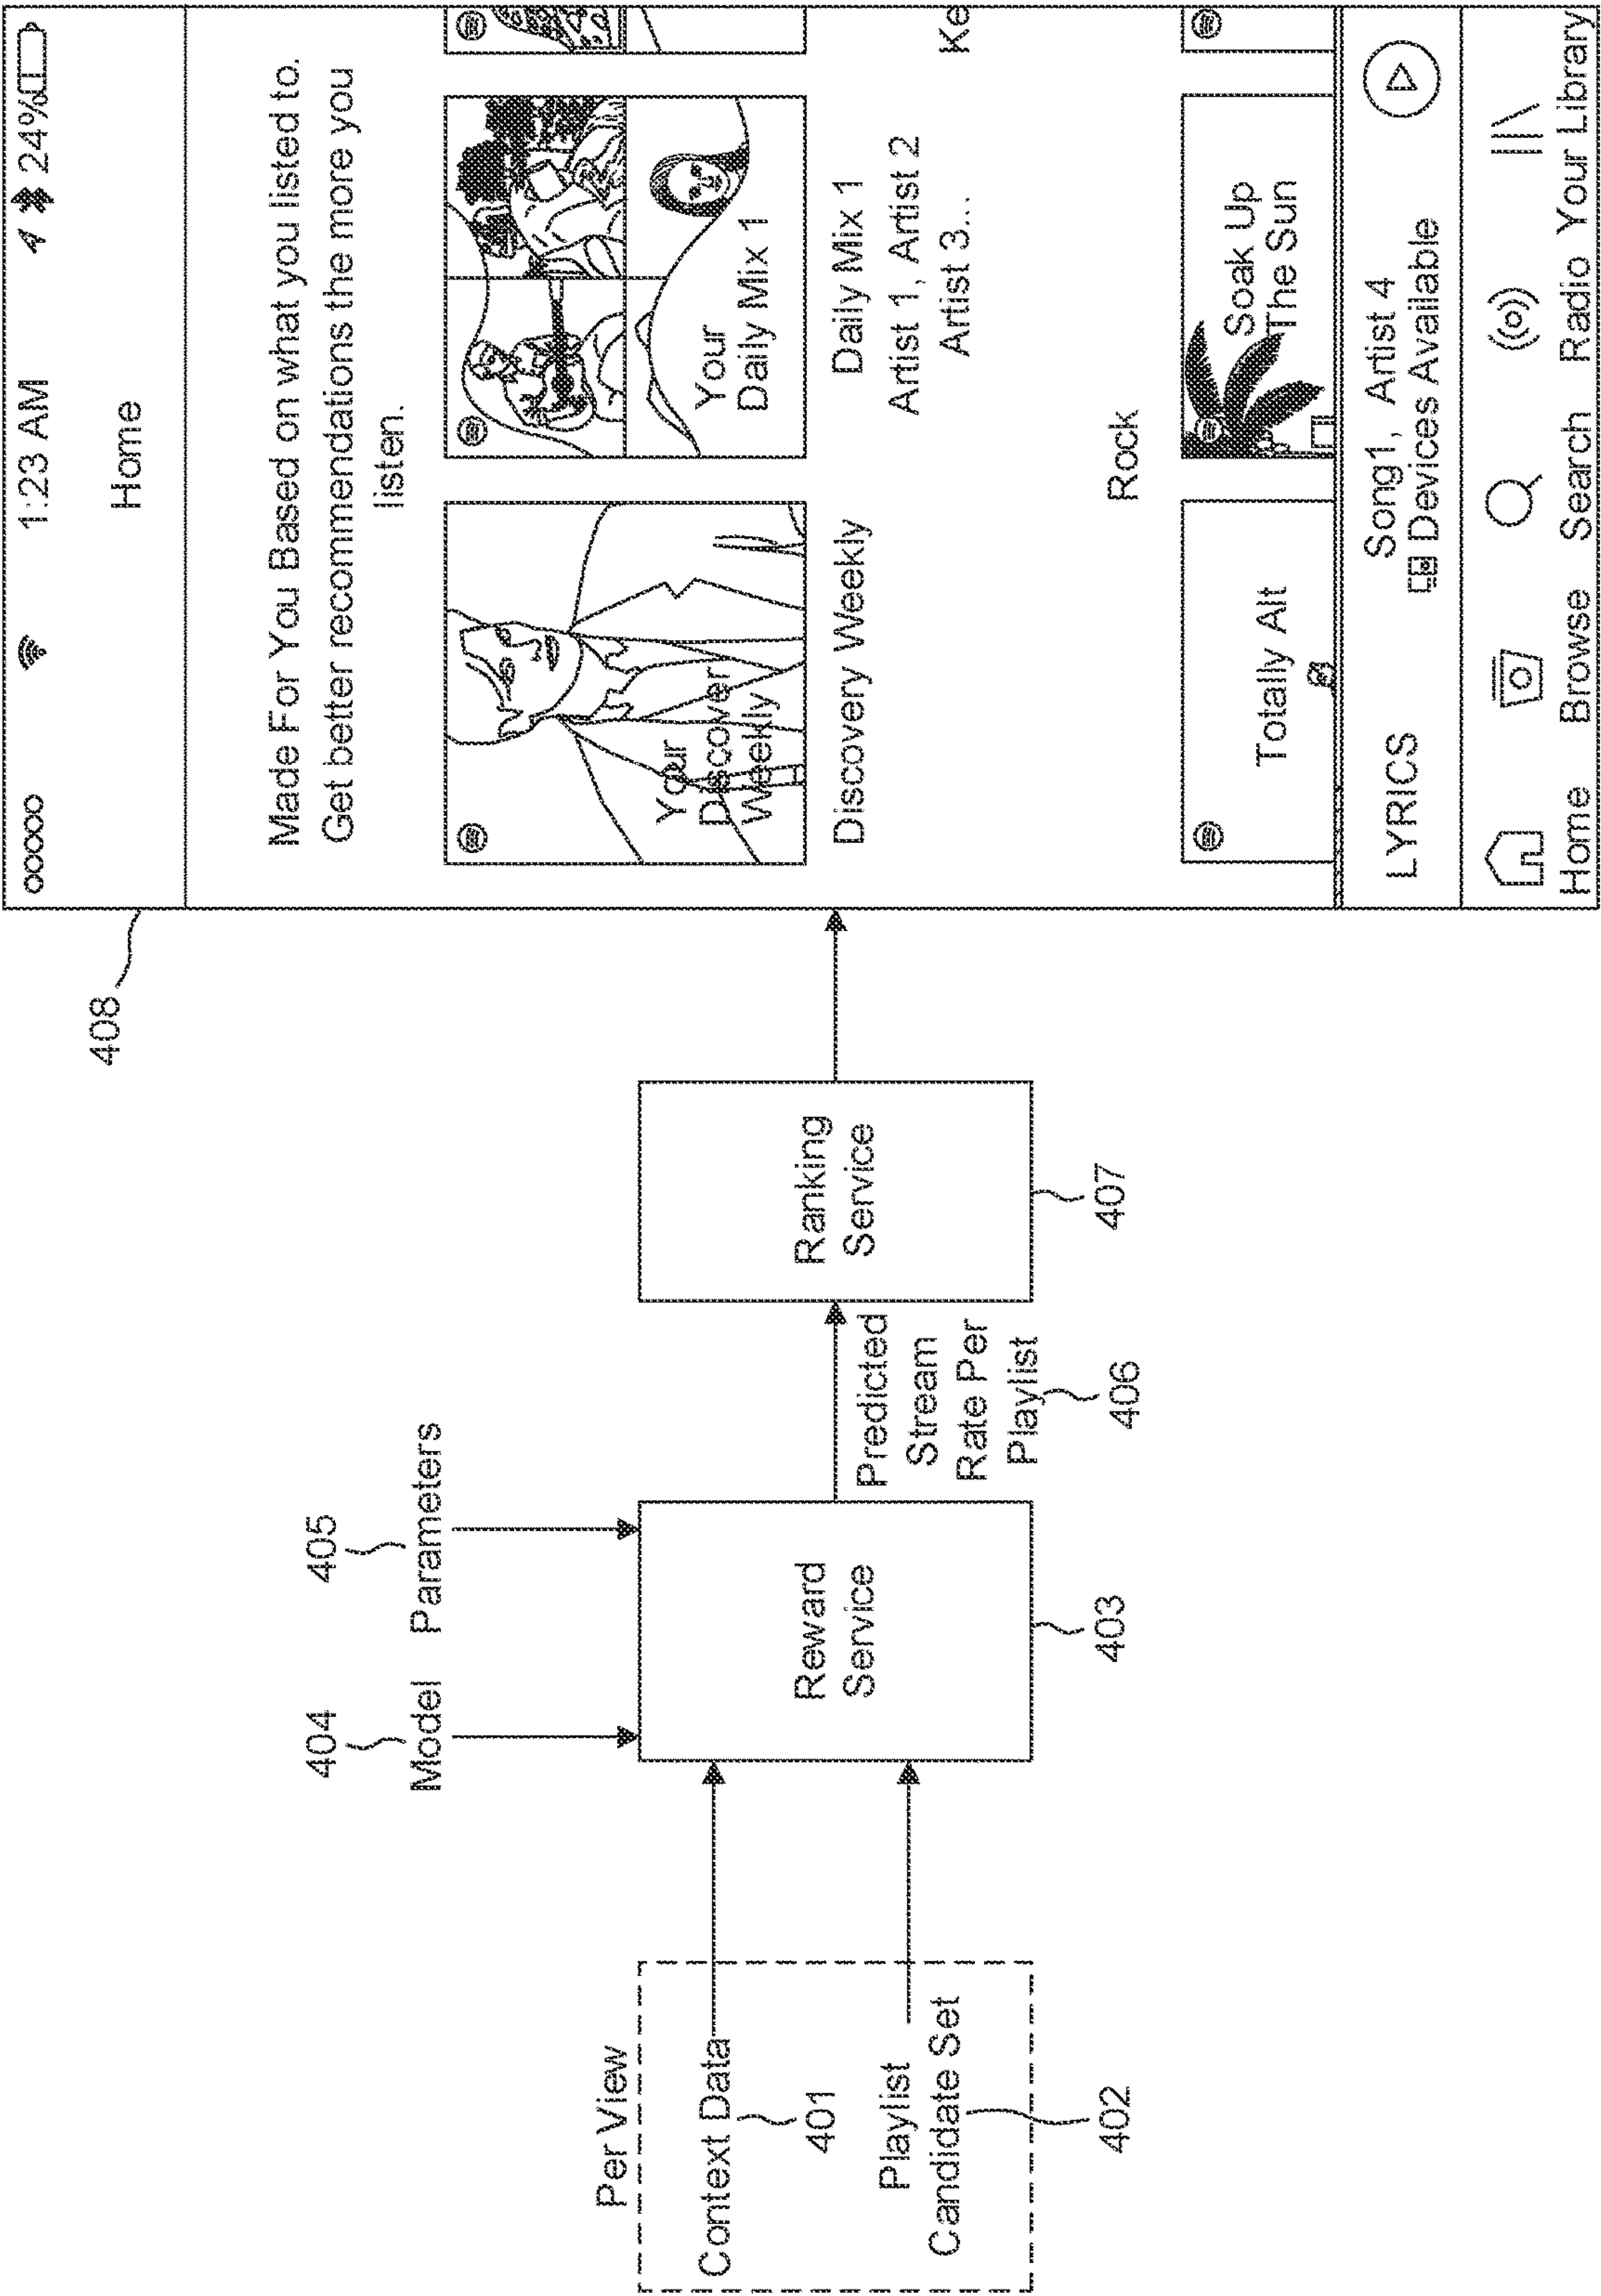 Per View
Context Data
401
Playlist
Candidate Set
402
404
Model
405
Parameters
Reward
Service
403
Predicted
Stream
Rate Per
Playlist
406
Ranking
Service
407
408
ooooo 1:23 AM 24%
Home
Made For You Based on what you listed to.
Get better recommendations the more you
listen.
Your
Discover
Weekly
Your
Daily Mix 1
Discovery Weekly
Daily Mix 1
Artist 1, Artist 2
Artist 3...
Ke
Rock
Totally Alt
Soak Up
The Sun
LYRICS
Song1, Artist 4
Devices Available
Home Browse Search Radio Your Library